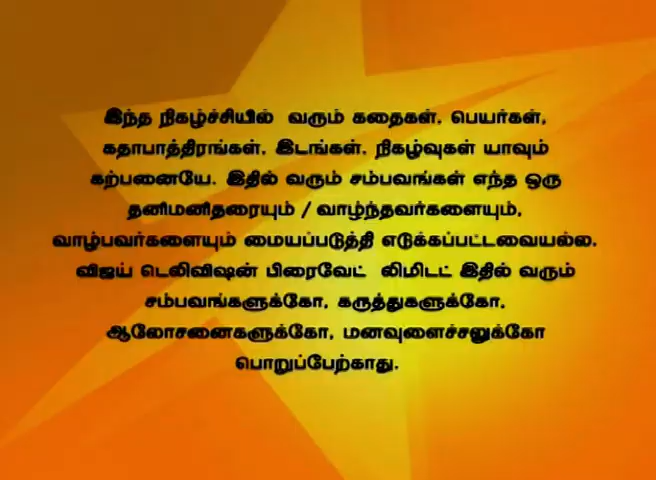 இந்த நிகழ்ச்சியில் வரும் கதைகள், பெயர்கள்,
கதாபாத்திரங்கள், இடங்கள், நிகழ்வுகள் யாவும்
கற்பனையே. இதில் வரும் சம்பவங்கள் எந்த ஒரு
தனிமனிதரையும் / வாழ்ந்தவர்களையும்,
வாழ்பவர்களையும் மையப்படுத்தி எடுக்கப்பட்டவையல்ல.
விஜய் டெலிவிஷன் பிரைவேட் லிமிடட் இதில் வரும்
சம்பவங்களுக்கோ, கருத்துகளுக்கோ,
ஆலோசனைகளுக்கோ, மனவுளைச்சலுக்கோ
பொறுப்பேற்காது.